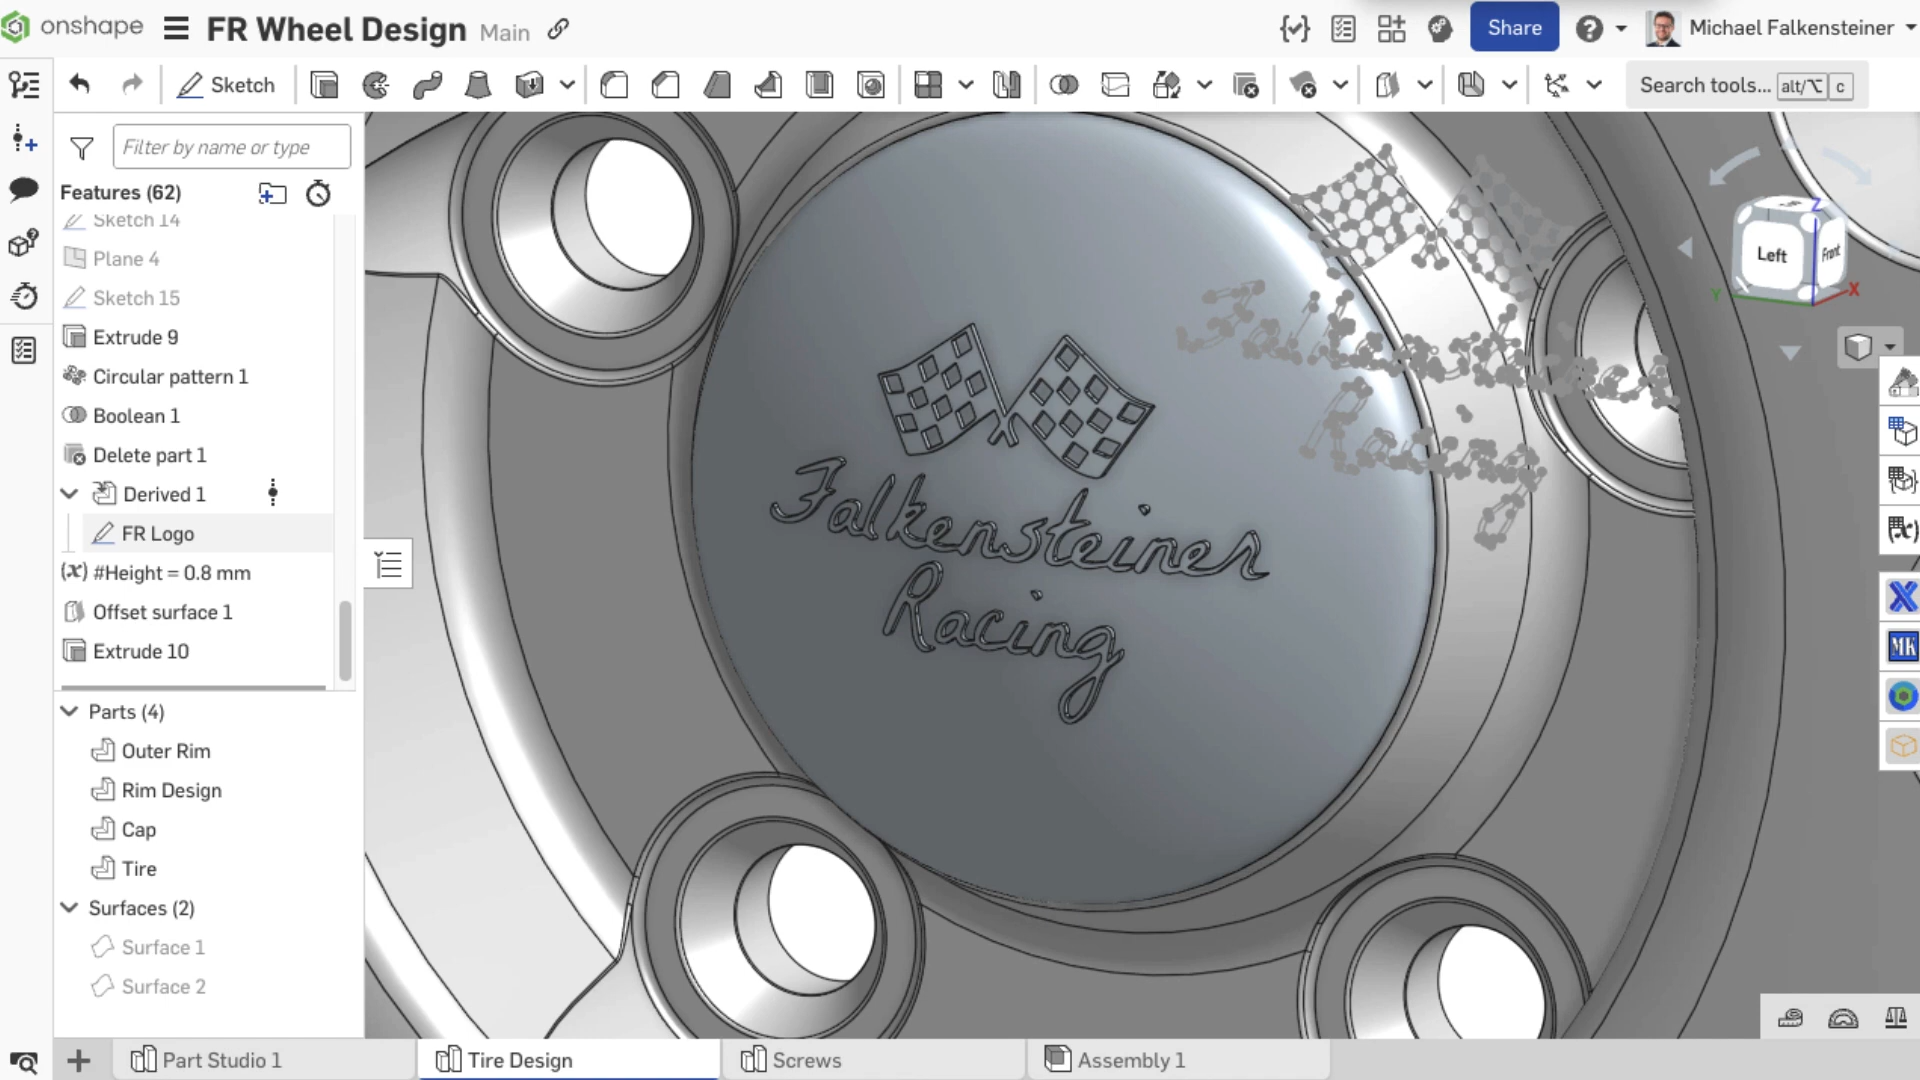 onshape
FR Wheel Design Main
Share
Michael Falkensteiner
Sketch
Search tools... alt/⌥ c
Filter by name or type
Features (62)
Sketch 14
Plane 4
Sketch 15
Extrude 9
Circular pattern 1
Boolean 1
Delete part 1
Derived 1
FR Logo
(x) #Height = 0.8 mm
Offset surface 1
Extrude 10
Parts (4)
Outer Rim
Rim Design
Cap
Tire
Surfaces (2)
Surface 1
Surface 2
Falkensteiner
Racing
Z
Left
Front
Y
X
(x)
X
MK
Part Studio 1
Tire Design
Screws
Assembly 1